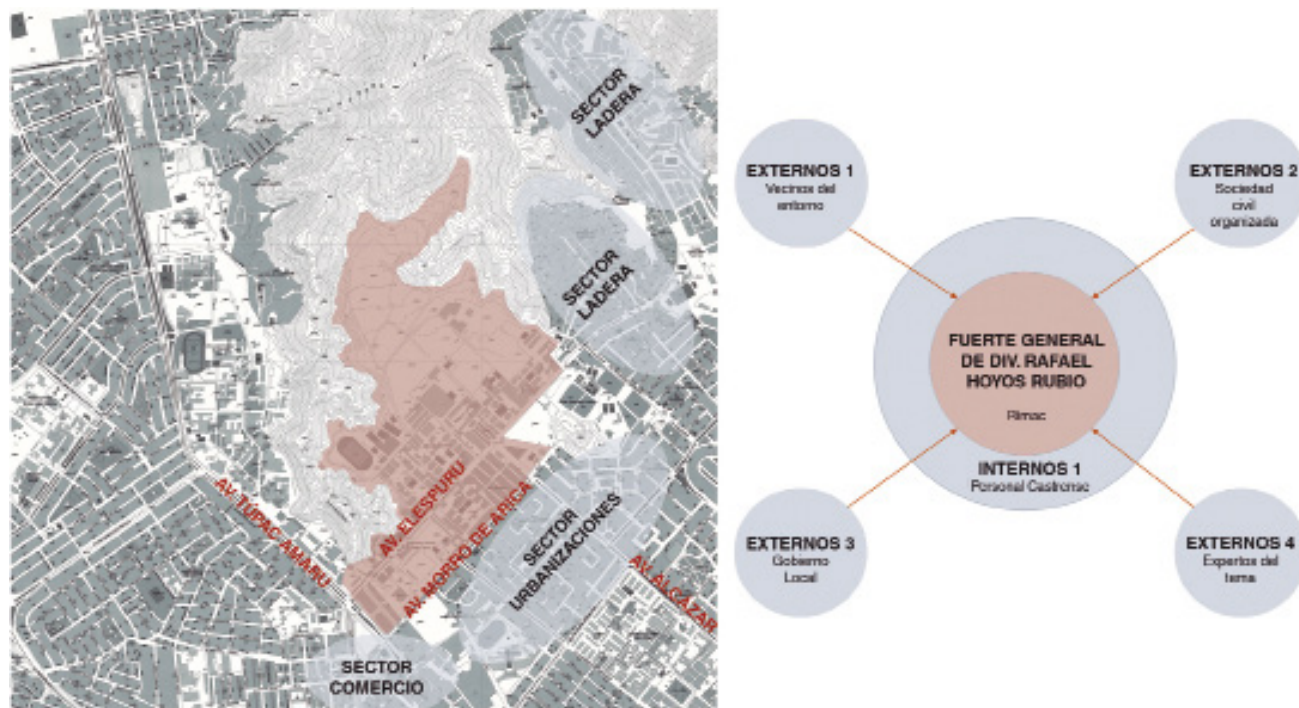 SECTOR
LADERA
SECTOR
LADERA
AV. TUPAC AMARU
AV. ELESPURU
AV. MORRO DE ARICA
SECTOR
URBANIZACIONES
AV. ALCAZAR
SECTOR
COMERCIO
EXTERNOS 1
Vecinos del
entorno
EXTERNOS 2
Sociedad
civil
organizada
FUERTE GENERAL
DE DIV. RAFAEL
HOYOS RUBIO
Rimac
INTERNOS 1
Personal Castrense
EXTERNOS 3
Gobierno
Local
EXTERNOS 4
Expertos del
tema